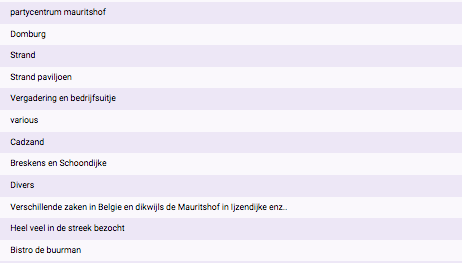 partycentrum mauritshof
Domburg
Strand
Strand paviljoen
Vergadering en bedrijfsuitje
various
Cadzand
Breskens en Schoondijke
Divers
Verschillende zaken in Belgie en dikwijls de Mauritshof in Ijzendijke enz..
Heel veel in de streek bezocht
Bistro de buurman